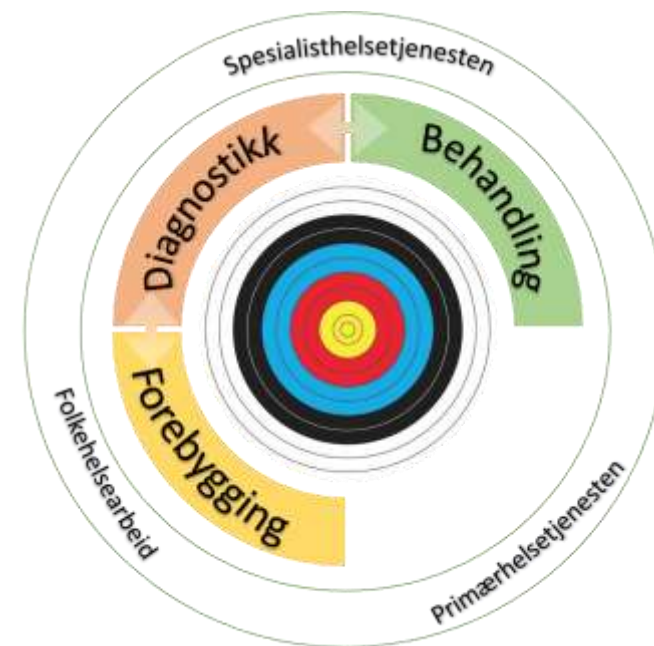 Spesialisthelsetjenesten
Diagnostikk
Behandling
Forebygging
Folkehelsearbeid
Primærhelsetjenesten